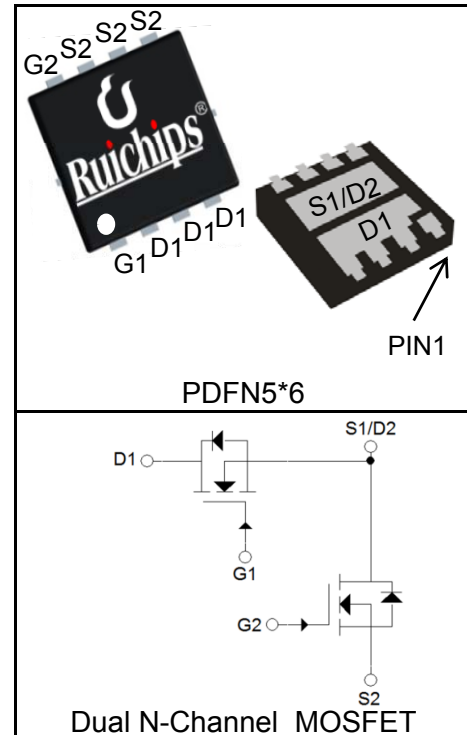 G2 S2 S2 S2
Ruichips®
G1 D1 D1 D1
S1/D2
D1
PIN1
PDFN5*6
S1/D2
D1
G1
G2
S2
Dual N-Channel MOSFET